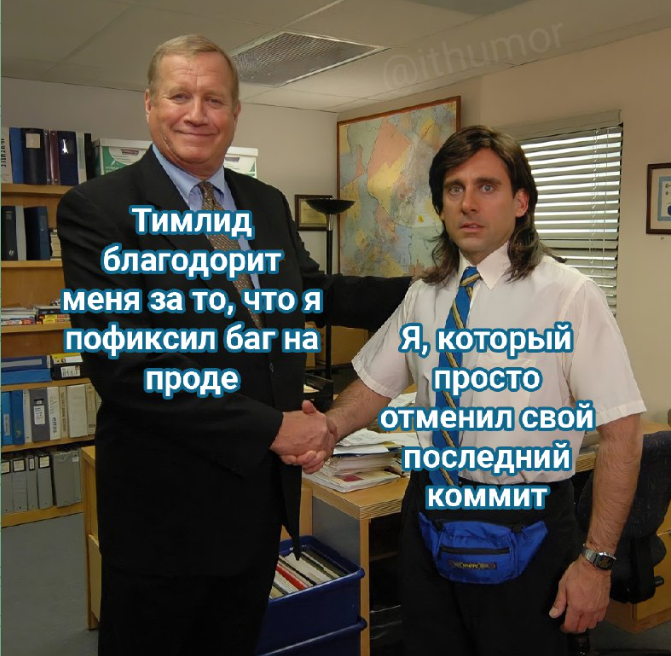 @ithumor
Тимлид
благодорит
меня за то, что я
пофиксил баг на
проде
Я, который
просто
отменил свой
последний
коммит